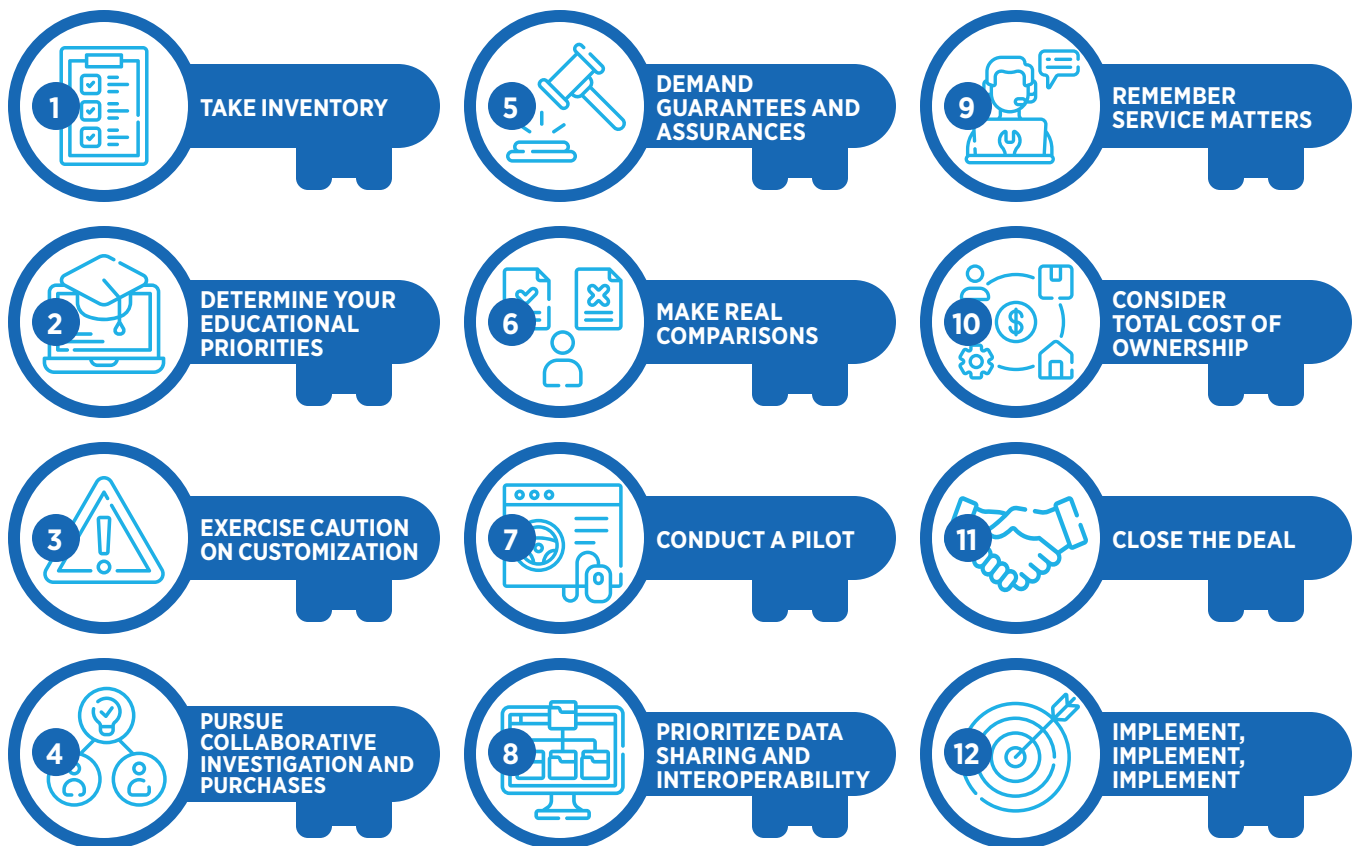 1
TAKE INVENTORY
2
DETERMINE YOUR
EDUCATIONAL
PRIORITIES
3
EXERCISE CAUTION
ON CUSTOMIZATION
4
PURSUE
COLLABORATIVE
INVESTIGATION AND
PURCHASES
5
DEMAND
GUARANTEES AND
ASSURANCES
6
MAKE REAL
COMPARISONS
7
CONDUCT A PILOT
8
PRIORITIZE DATA
SHARING AND
INTEROPERABILITY
9
REMEMBER
SERVICE MATTERS
10
$
CONSIDER
TOTAL COST OF
OWNERSHIP
11
CLOSE THE DEAL
12
IMPLEMENT,
IMPLEMENT,
IMPLEMENT